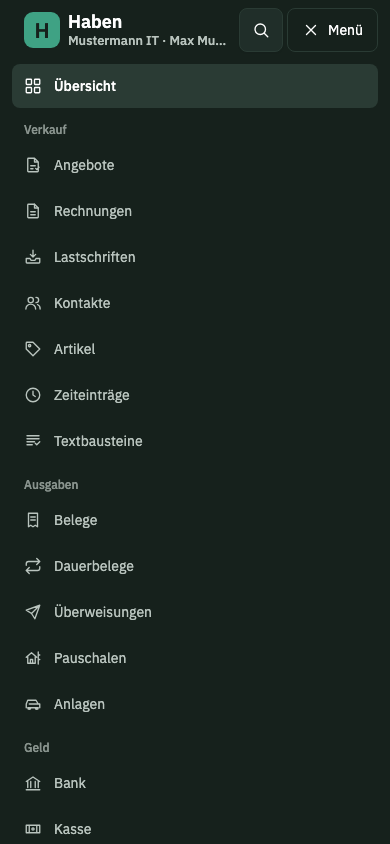 H
Haben
Mustermann IT · Max Mu...
Menü
Übersicht
Verkauf
Angebote
Rechnungen
Lastschriften
Kontakte
Artikel
Zeiteinträge
Textbausteine
Ausgaben
Belege
Dauerbelege
Überweisungen
Pauschalen
Anlagen
Geld
Bank
Kasse